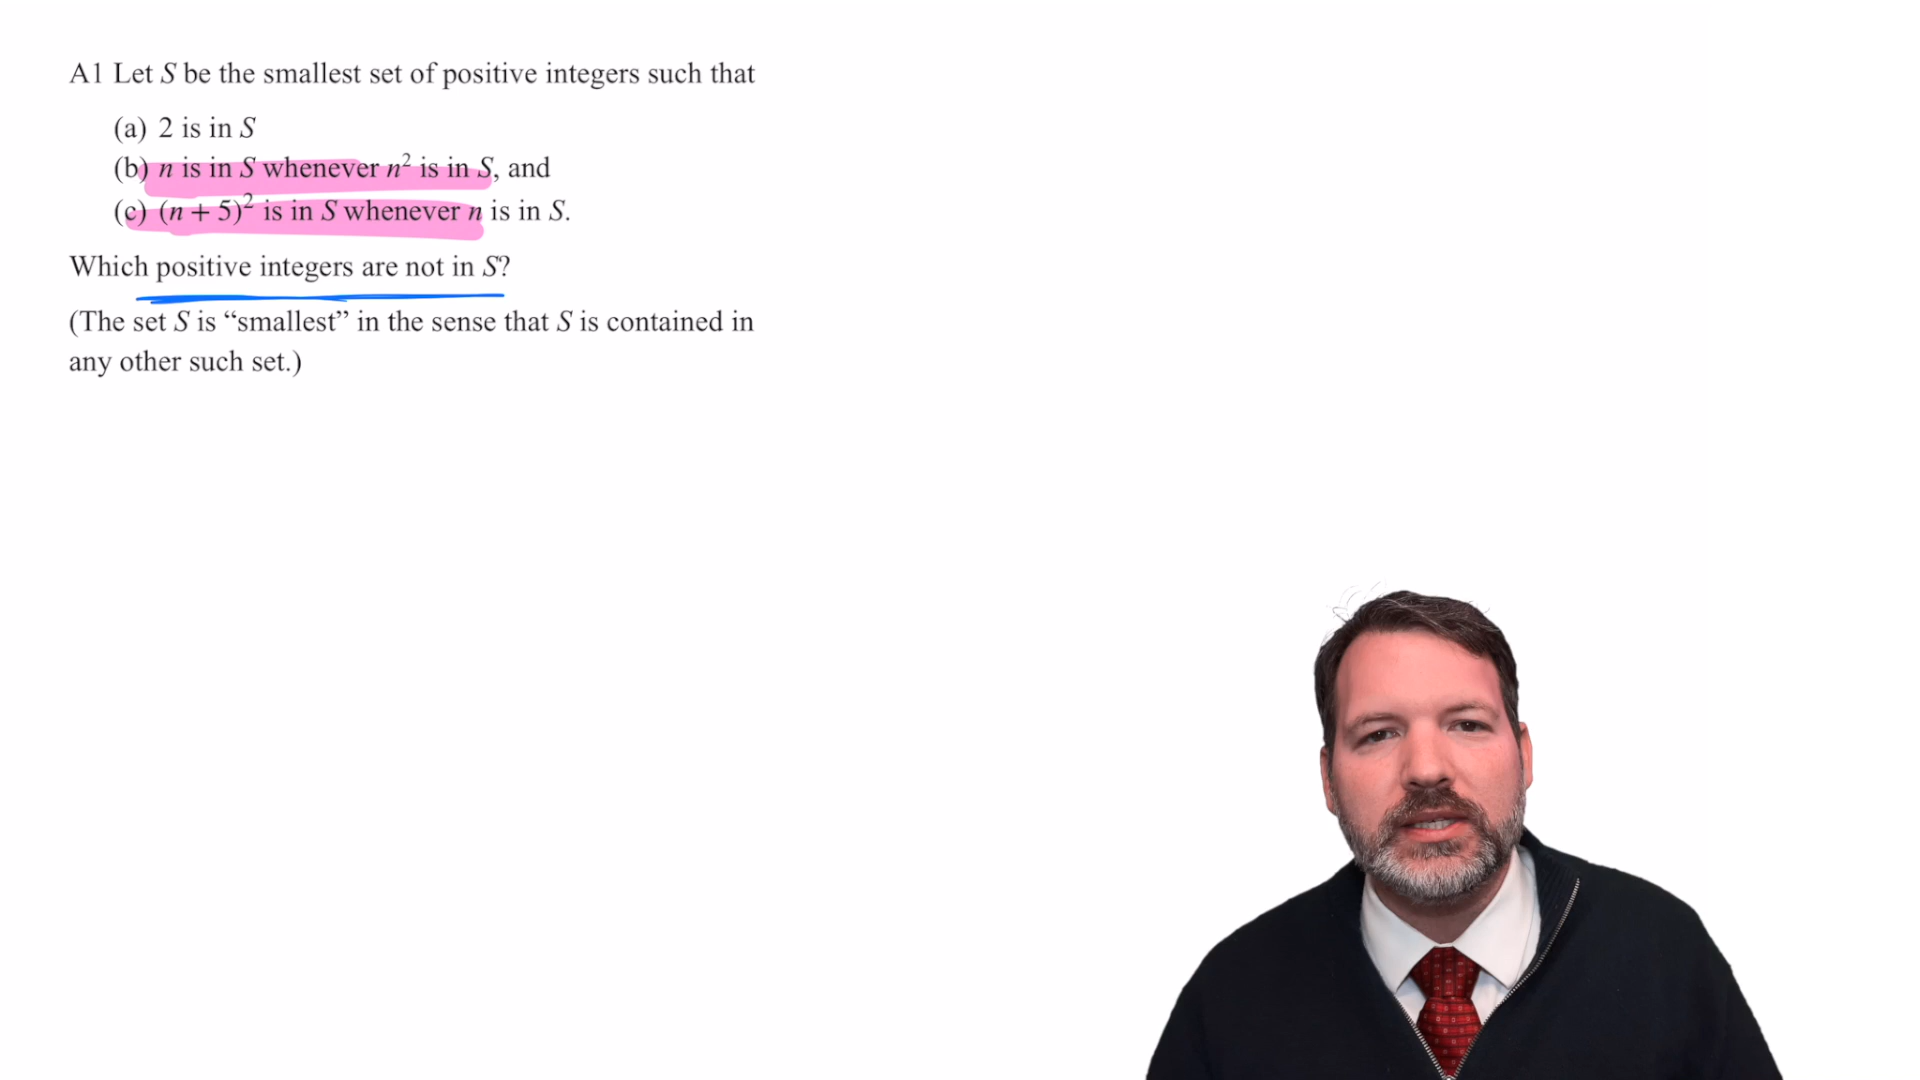 A1 Let S be the smallest set of positive integers such that
(a) 2 is in S
(b) n is in S whenever n² is in S, and
(c) (n + 5)² is in S whenever n is in S.
Which positive integers are not in S?
(The set S is “smallest” in the sense that S is contained in
any other such set.)